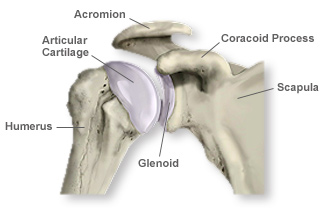 Acromion
Articular
Cartilage
Coracoid Process
Scapula
Humerus
Glenoid